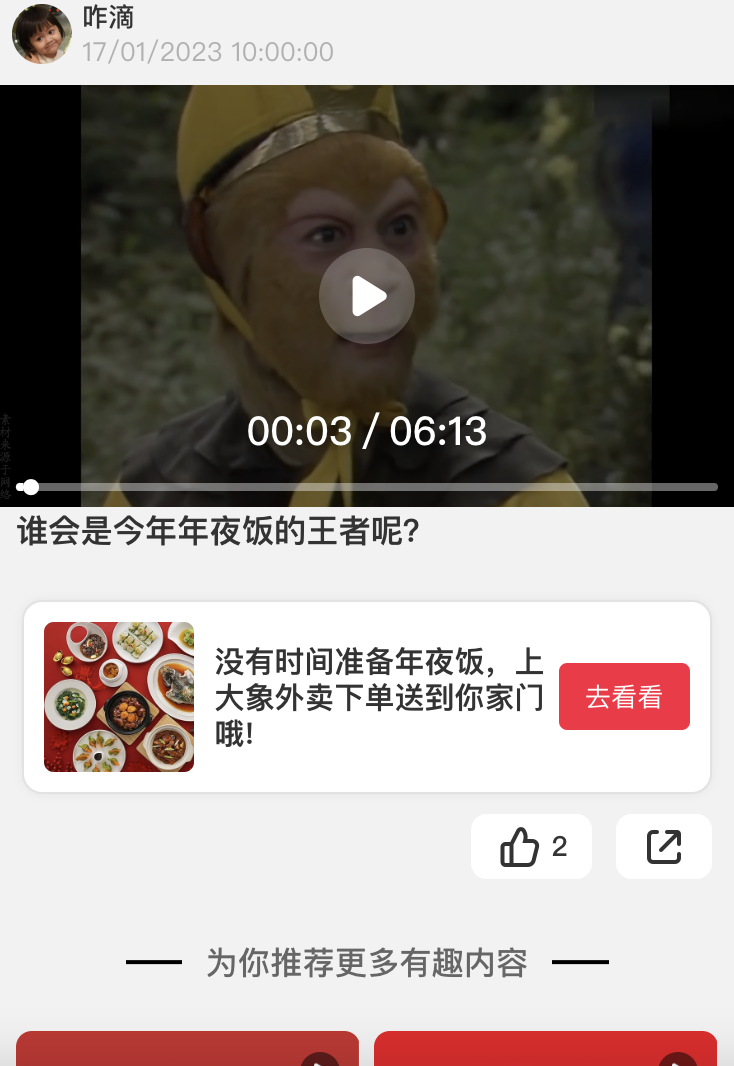 咋滴
17/01/2023 10:00:00
素材来源于网络
00:03 / 06:13
谁会是今年年夜饭的王者呢?
没有时间准备年夜饭，上
大象外卖下单送到你家门
哦!
去看看
2
为你推荐更多有趣内容